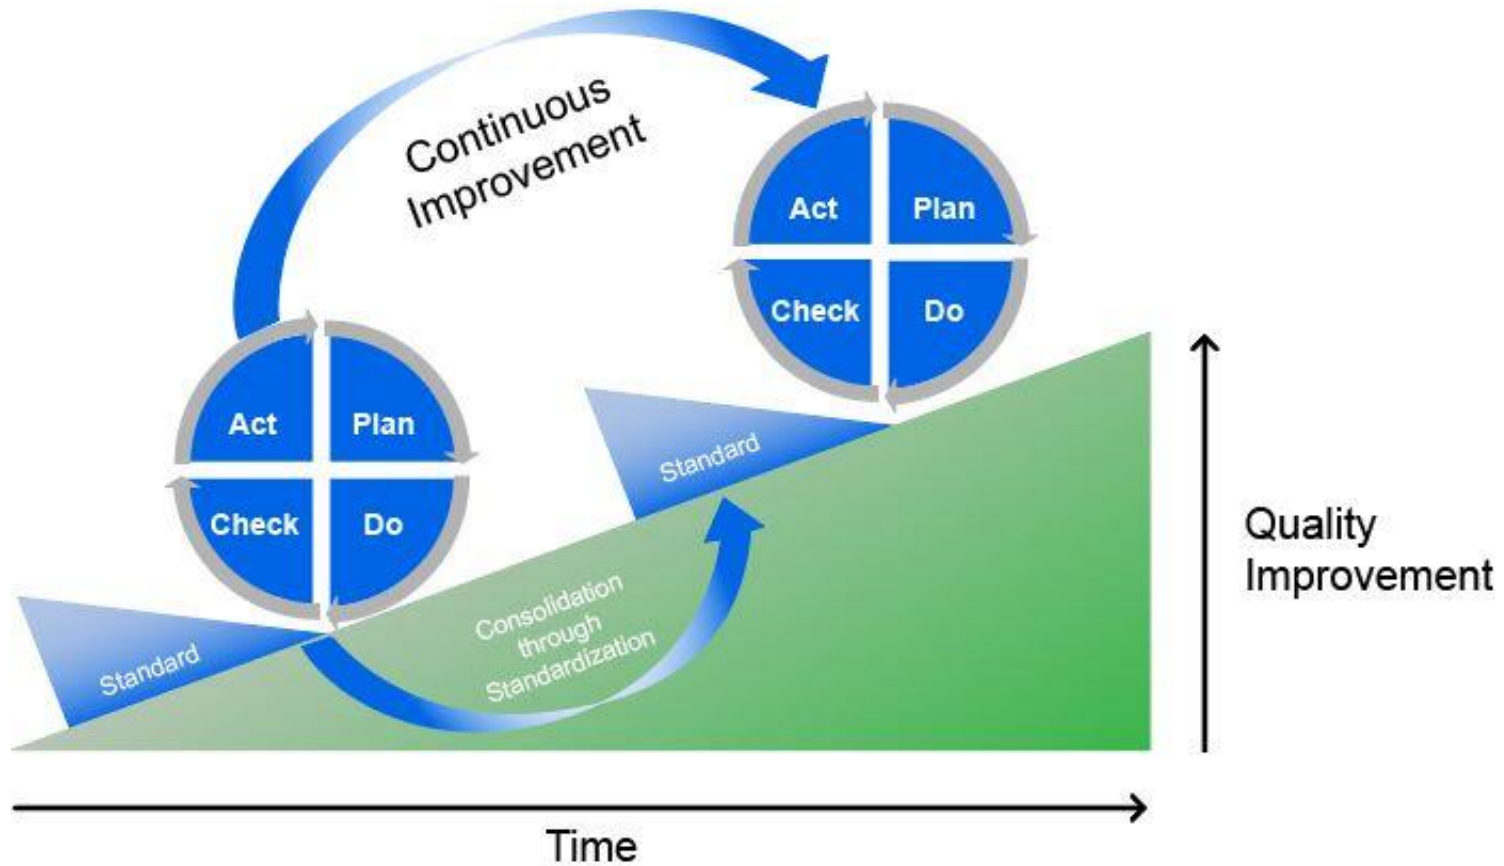 Continuous
Improvement
Act
Plan
Check
Do
Act
Plan
Check
Do
Standard
Standard
Consolidation
through
Standardization
Quality
Improvement
Time